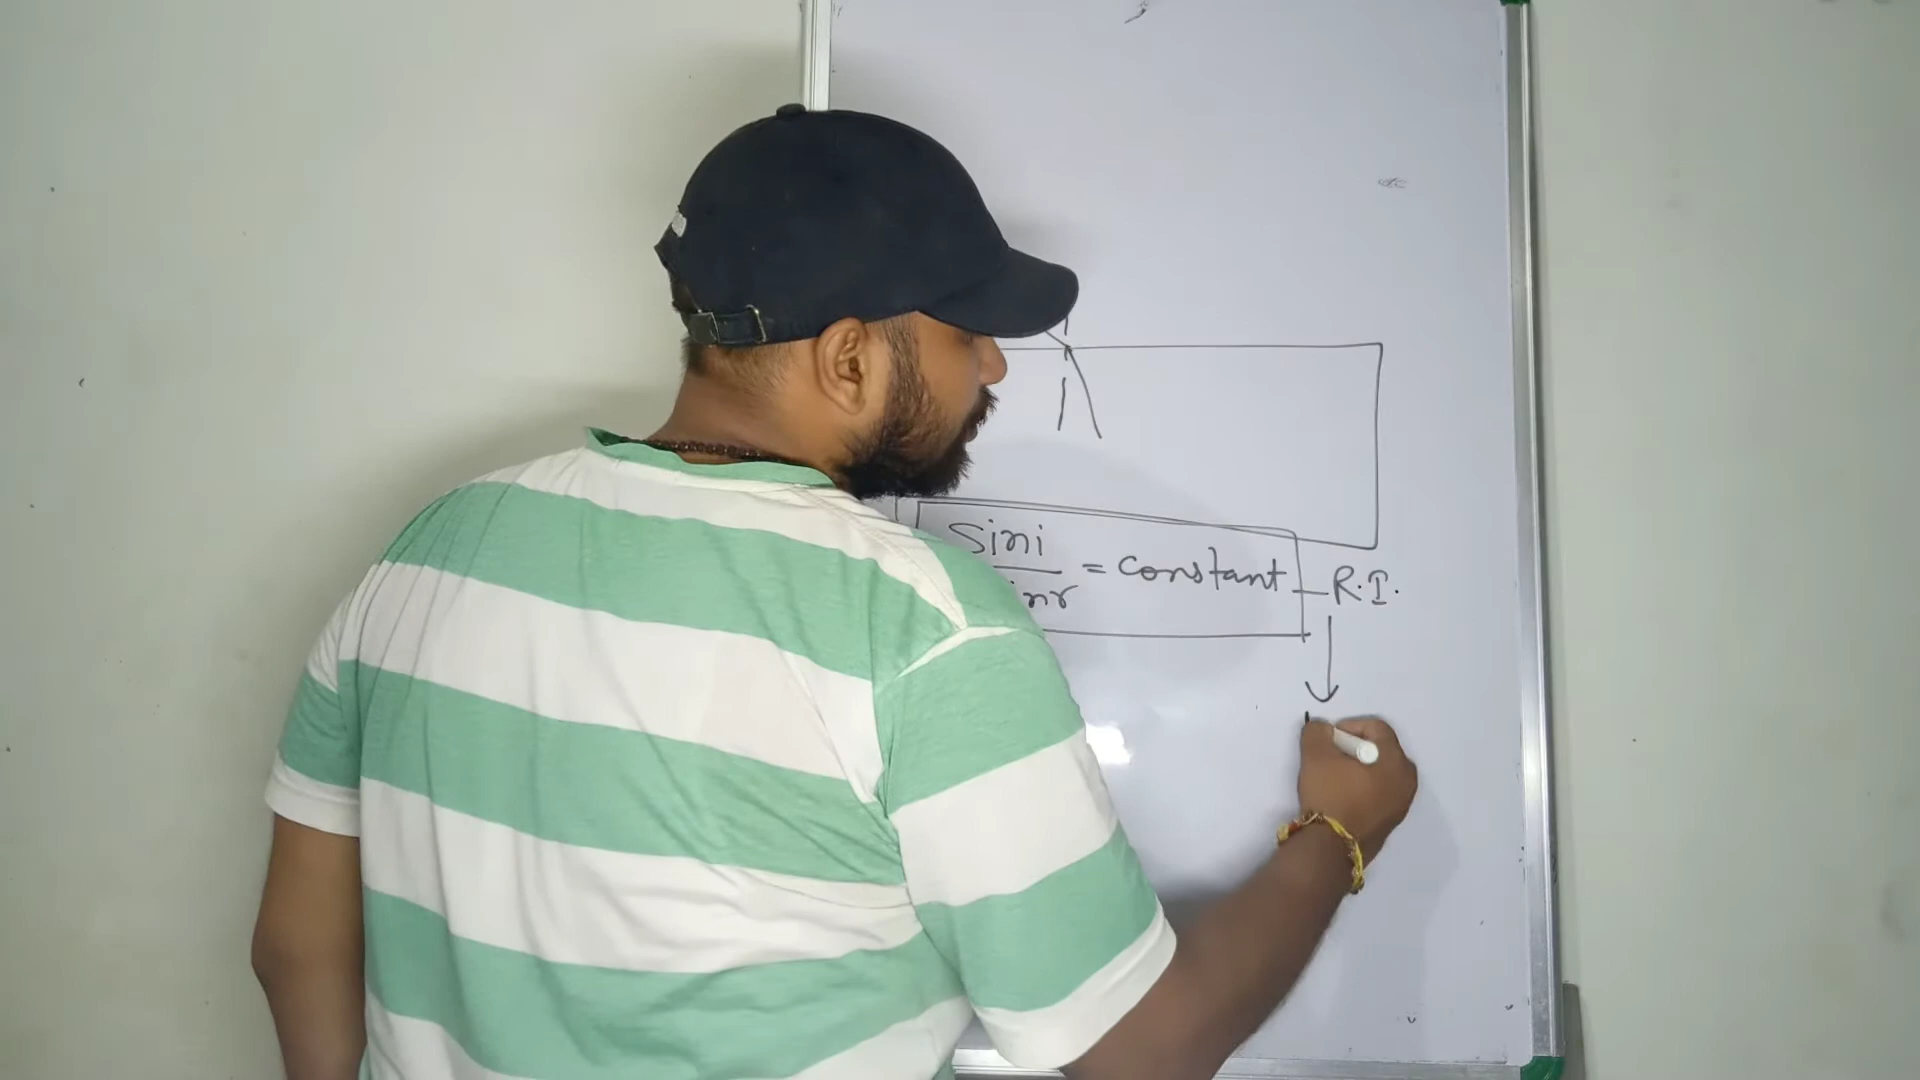 Sini
= constant R.I.
inr